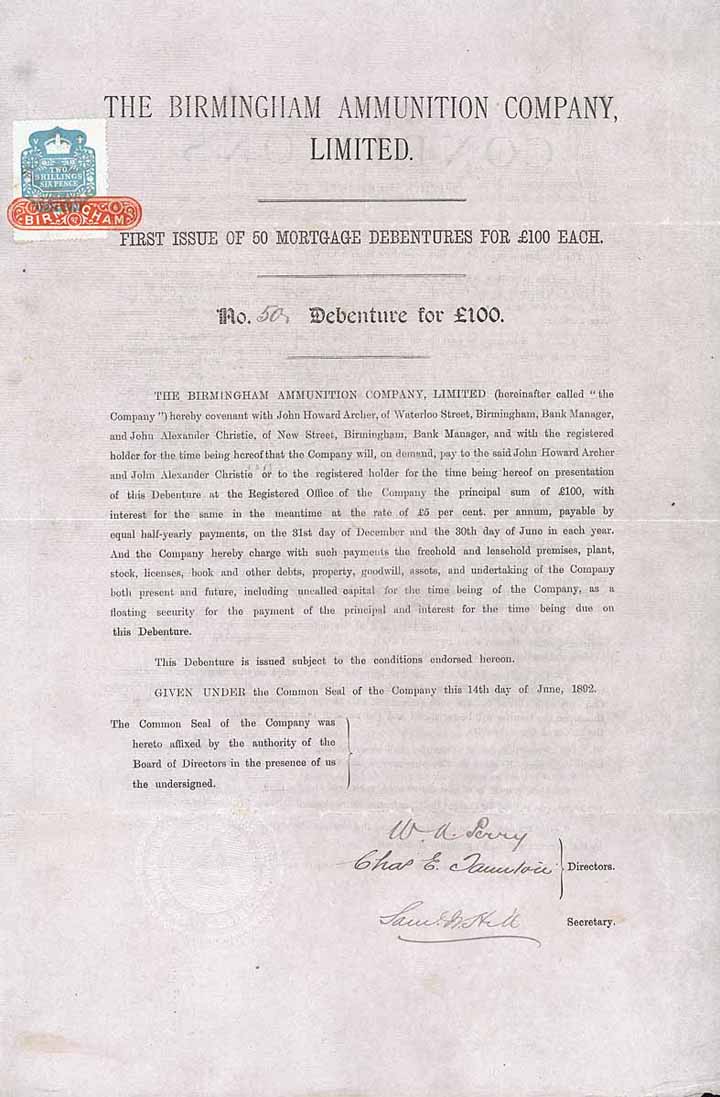 THE BIRMINGHAM AMMUNITION COMPANY,
LIMITED.
TWO
SHILLINGS
SIX PENCE
BIRMINGHAM
FIRST ISSUE OF 50 MORTGAGE DEBENTURES FOR £100 EACH.
No. 50, Debenture for £100.
THE BIRMINGHAM AMMUNITION COMPANY, LIMITED (hereinafter called "the
Company") hereby covenant with John Howard Archer, of Waterloo Street, Birmingham, Bank Manager,
and John Alexander Christie, of New Street, Birmingham, Bank Manager, and with the registered
holder for the time being hereof that the Company will, on demand, pay to the said John Howard Archer
and John Alexander Christie or to the registered holder for the time being hereof on presentation
of this Debenture at the Registered Office of the Company the principal sum of £100, with
interest for the same in the meantime at the rate of £5 per cent. per annum, payable by
equal half-yearly payments, on the 31st day of December and the 30th day of June in each year.
And the Company hereby charge with such payments the freehold and leasehold premises, plant,
stock, licenses, book and other debts, property, goodwill, assets, and undertaking of the Company
both present and future, including uncalled capital for the time being of the Company, as a
floating security for the payment of the principal and interest for the time being due on
this Debenture.
This Debenture is issued subject to the conditions endorsed hereon.
GIVEN UNDER the Common Seal of the Company this 14th day of June, 1892.
The Common Seal of the Company was
hereto affixed by the authority of the
Board of Directors in the presence of us
the undersigned.
W. A. Perry
Chas E. Taunton
Directors.
Saml. W. Hill
Secretary.